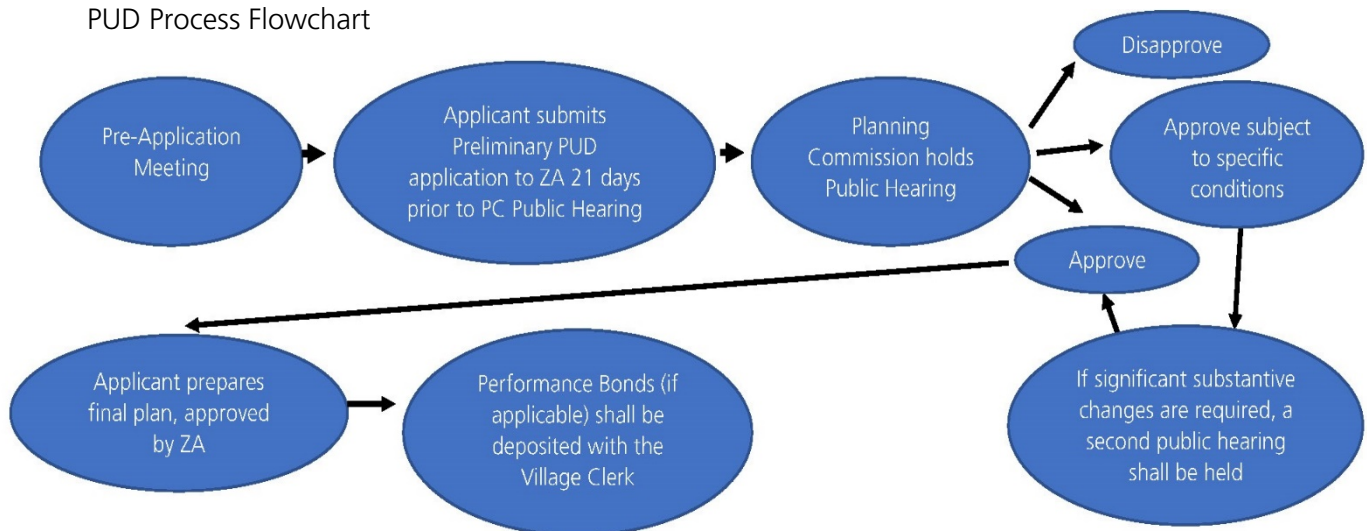 PUD Process Flowchart
Pre-Application
Meeting
Applicant submits
Preliminary PUD
application to ZA 21 days
prior to PC Public Hearing
Planning
Commission holds
Public Hearing
Disapprove
Approve subject
to specific
conditions
Approve
If significant substantive
changes are required, a
second public hearing
shall be held
Applicant prepares
final plan, approved
by ZA
Performance Bonds (if
applicable) shall be
deposited with the
Village Clerk